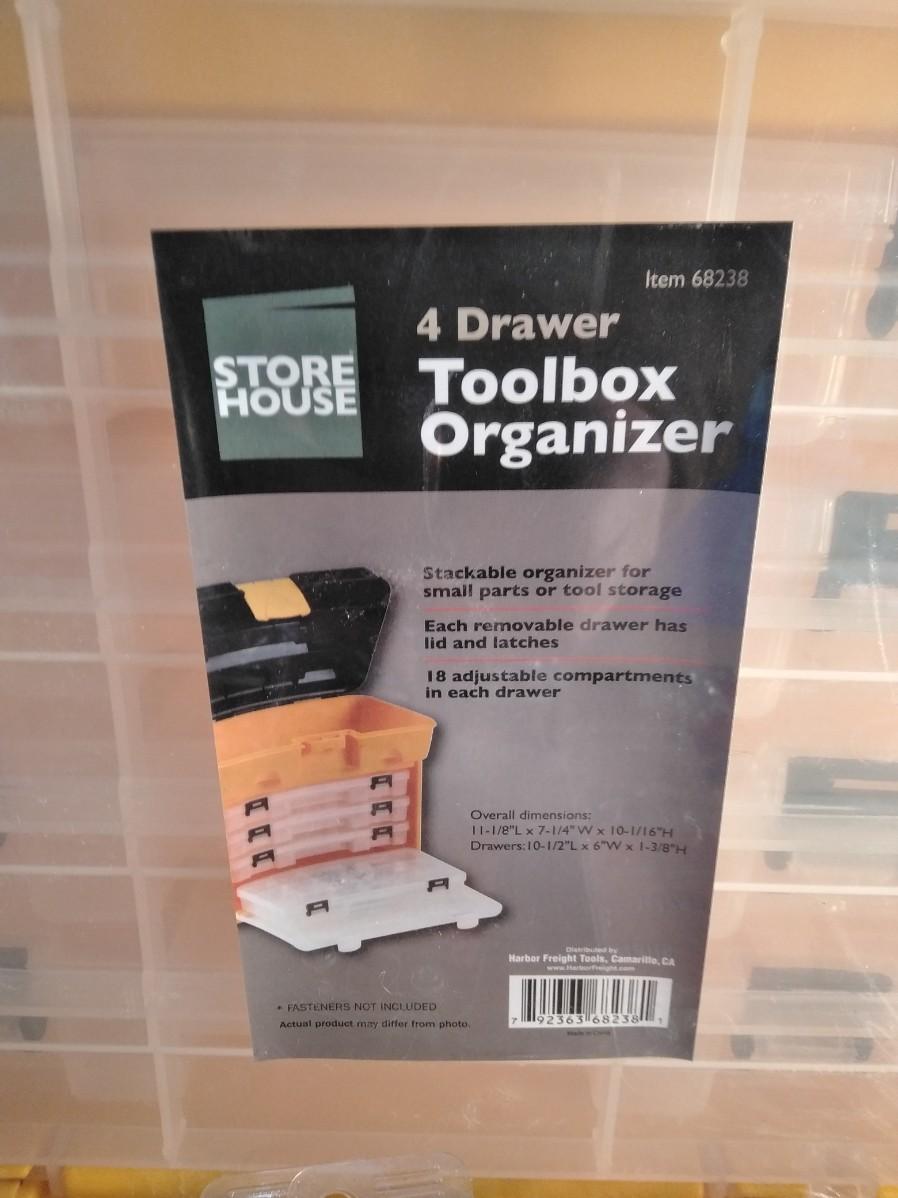 Item 68238
STORE
HOUSE
4 Drawer
Toolbox
Organizer
Stackable organizer for
small parts or tool storage
Each removable drawer has
lid and latches
18 adjustable compartments
in each drawer
Overall dimensions:
11-1/8"L x 7-1/4" W x 10-1/16"H
Drawers:10-1/2"L x 6"W x 1-3/8"H
Distributed by
Harbor Freight Tools, Camarillo, CA
www.HarborFreight.com
• FASTENERS NOT INCLUDED
Actual product may differ from photo.
7 92363 68238 1
Made in China